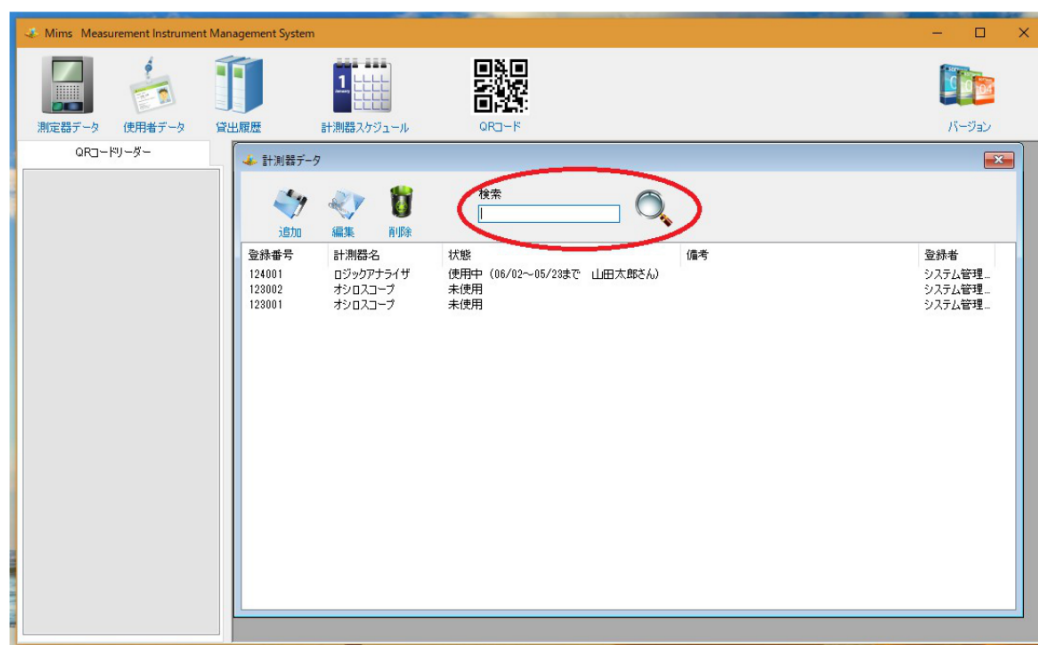 Mims Measurement Instrument Management System
測定器データ 使用者データ 貸出履歴 計測器スケジュール QRコード バージョン
QRコードリーダー
計測器データ
検索
追加 編集 削除
登録番号 計測器名 状態 備考 登録者
124001 ロジックアナライザ 使用中 (06/02～05/23まで 山田太郎さん) システム管理...
123002 オシロスコープ 未使用 システム管理...
123001 オシロスコープ 未使用 システム管理...